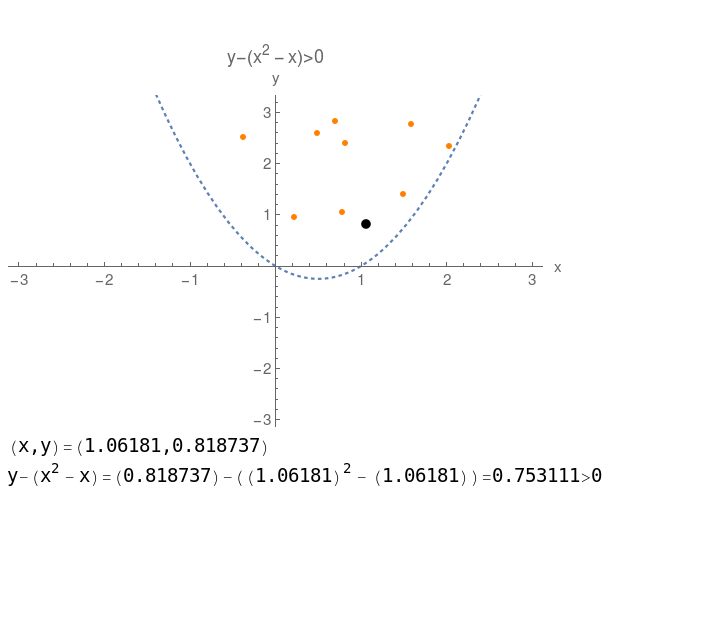 y−(x² − x)>0
y
3
2
1
−3 −2 −1 1 2 3 x
−1
−2
−3
(x,y)=(1.06181,0.818737)
y−(x² − x)=(0.818737)−((1.06181)² − (1.06181))=0.753111>0